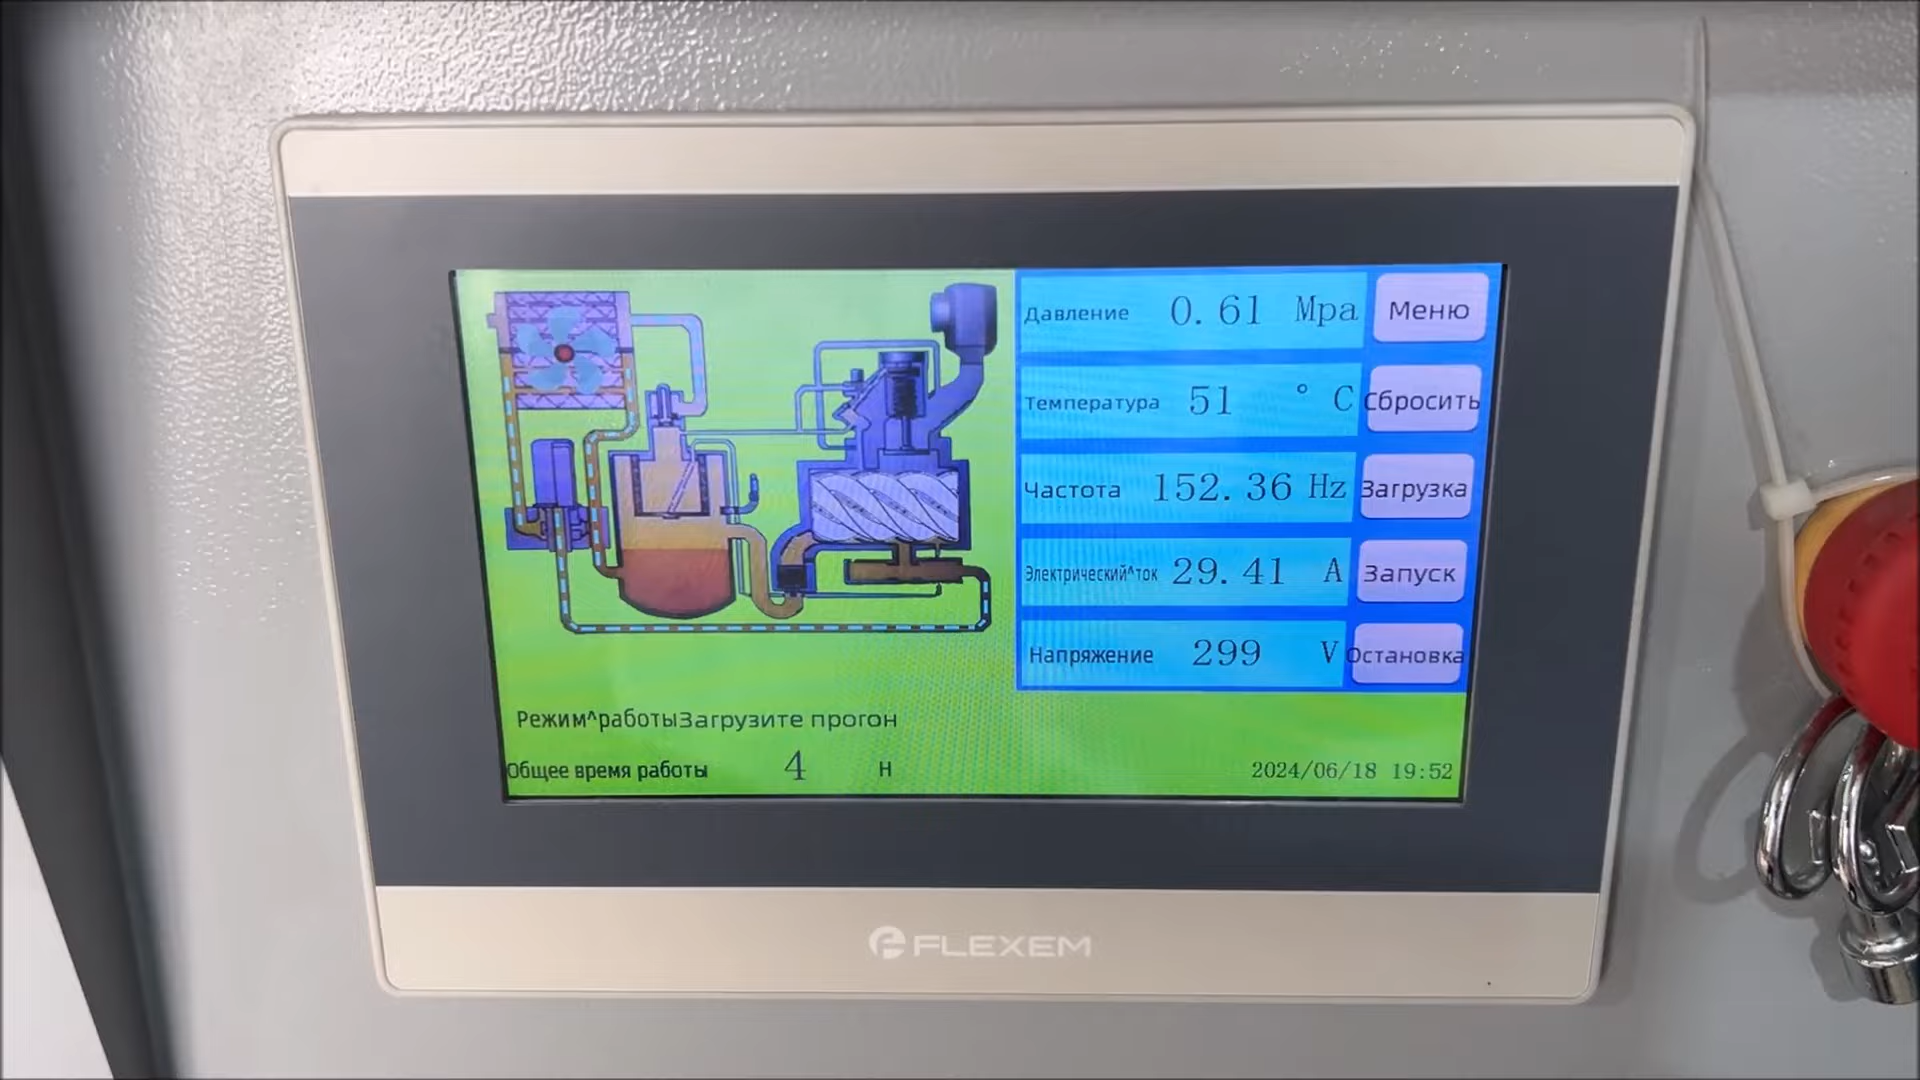 Давление 0.61 Mpa Меню
Температура 51 °C Сбросить
Частота 152.36 Hz Загрузка
Электрический^ток 29.41 A Запуск
Напряжение 299 V Остановка
Режим^работыЗагрузите прогон
Общее время работы 4 H
2024/06/18 19:52
FLEXEM